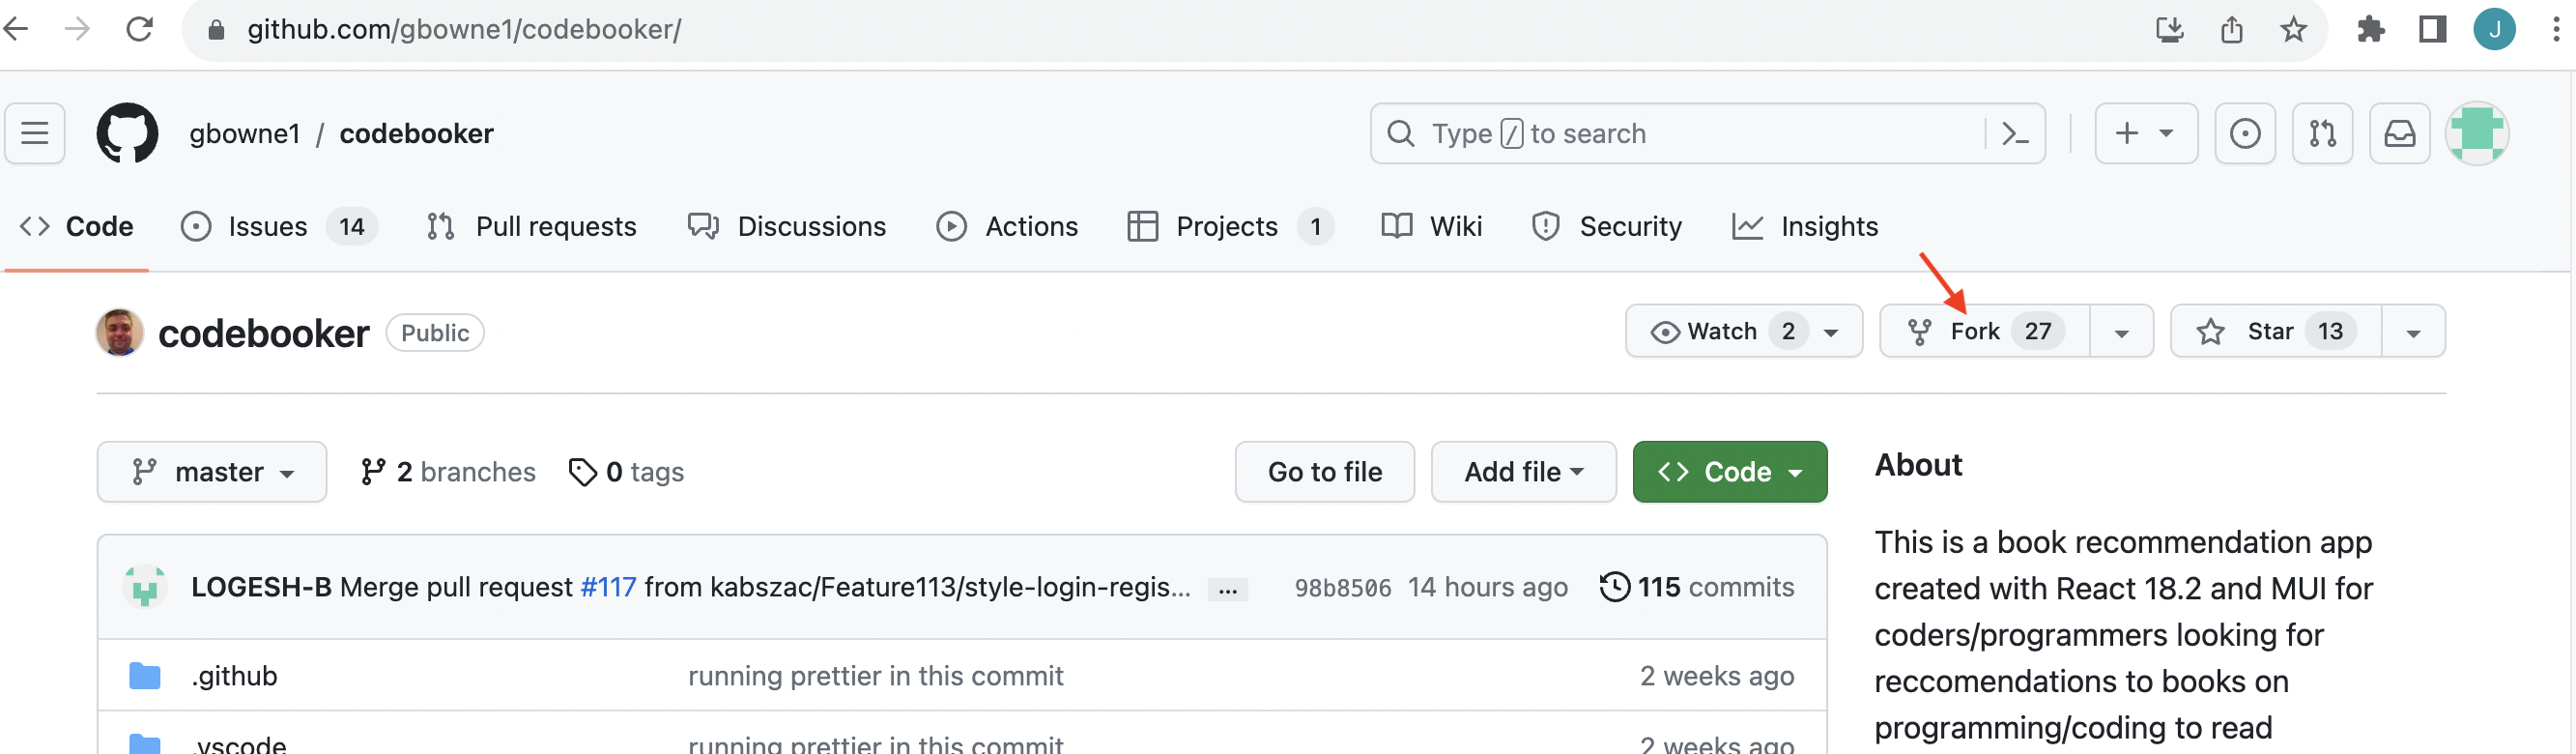 github.com/gbowne1/codebooker/
J
gbowne1 / codebooker
Type / to search
Code Issues 14 Pull requests Discussions Actions Projects 1 Wiki Security Insights
codebooker Public
Watch 2 Fork 27 Star 13
master 2 branches 0 tags Go to file Add file Code
LOGESH-B Merge pull request #117 from kabszac/Feature113/style-login-regis... ... 98b8506 14 hours ago 115 commits
.github running prettier in this commit 2 weeks ago
.vscode running prettier in this commit 2 weeks ago
About
This is a book recommendation app
created with React 18.2 and MUI for
coders/programmers looking for
reccomendations to books on
programming/coding to read